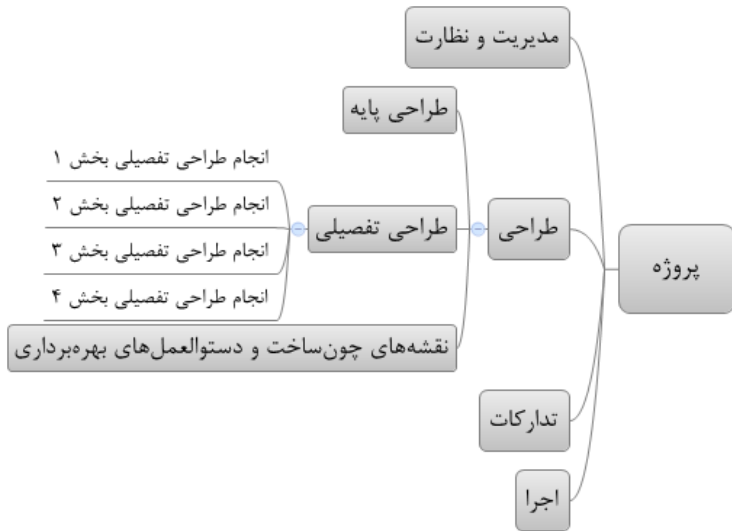 پروژه
مدیریت و نظارت
طراحی
طراحی پایه
طراحی تفصیلی
انجام طراحی تفصیلی بخش ۱
انجام طراحی تفصیلی بخش ۲
انجام طراحی تفصیلی بخش ۳
انجام طراحی تفصیلی بخش ۴
نقشه‌های چون‌ساخت و دستوالعمل‌های بهره‌برداری
تدارکات
اجرا